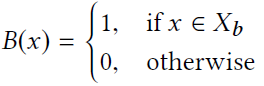 B(x) = { 1, if x ∈ X_b
0, otherwise